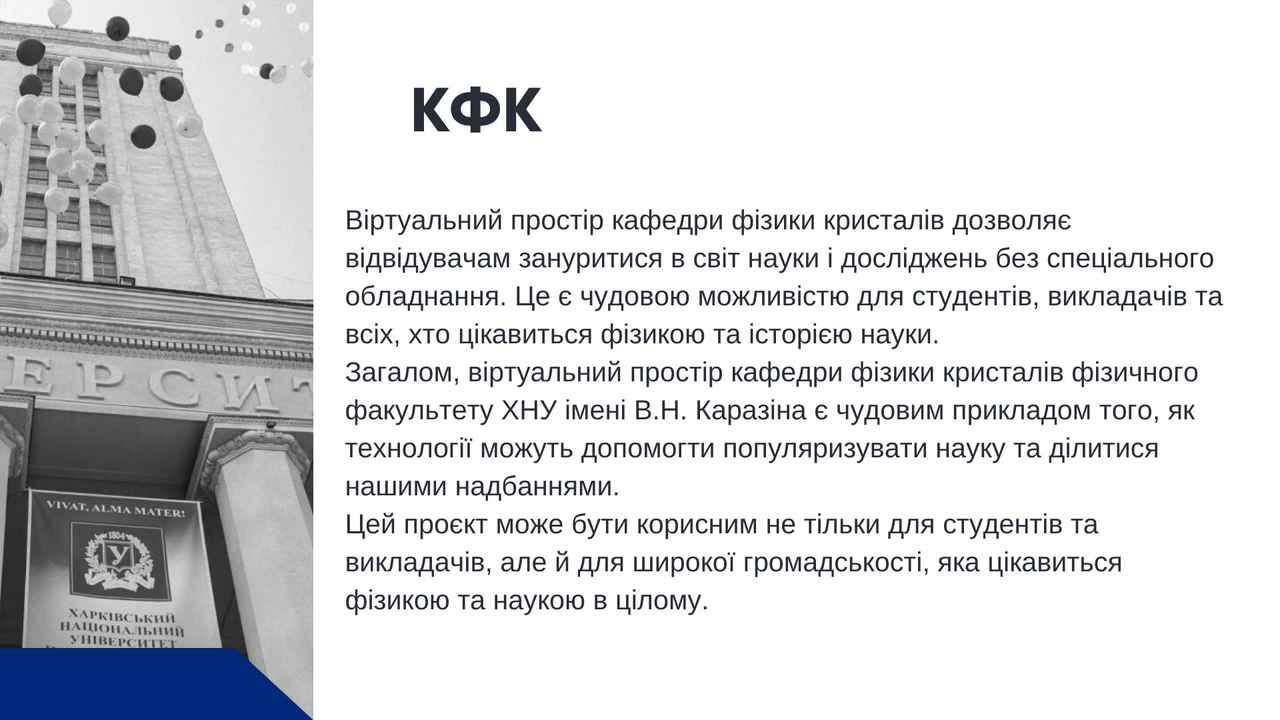 КФК
Віртуальний простір кафедри фізики кристалів дозволяє
відвідувачам зануритися в світ науки і досліджень без спеціального
обладнання. Це є чудовою можливістю для студентів, викладачів та
всіх, хто цікавиться фізикою та історією науки.
Загалом, віртуальний простір кафедри фізики кристалів фізичного
факультету ХНУ імені В.Н. Каразіна є чудовим прикладом того, як
технології можуть допомогти популяризувати науку та ділитися
нашими надбаннями.
Цей проєкт може бути корисним не тільки для студентів та
викладачів, але й для широкої громадськості, яка цікавиться
фізикою та наукою в цілому.
ЕРСИТ
VIVAT, ALMA MATER!
1804
У
ХАРКІВСЬКИЙ
НАЦІОНАЛЬНИЙ
УНІВЕРСИТЕТ